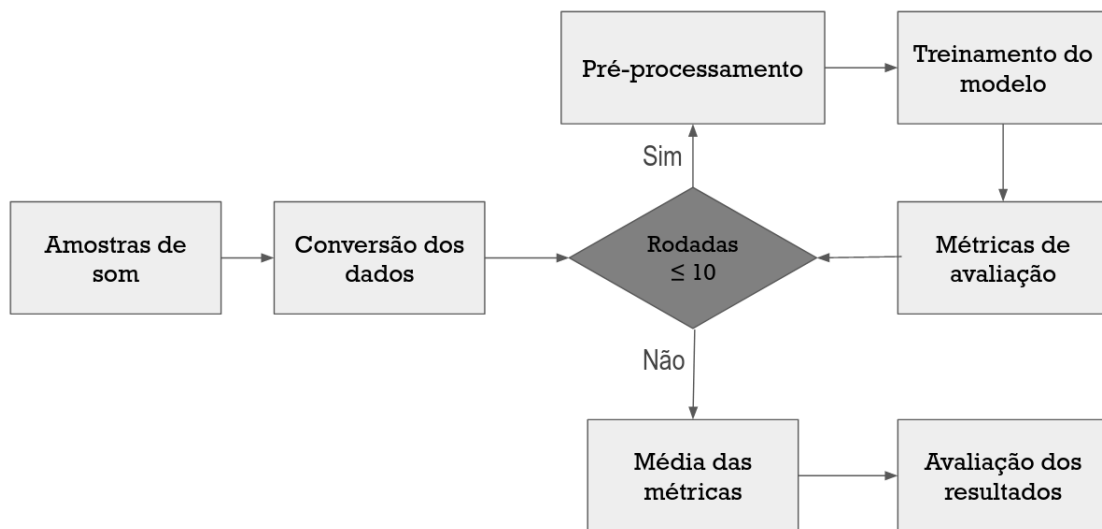 Pré-processamento
Treinamento do
modelo
Sim
Amostras de
som
Conversão dos
dados
Rodadas
≤ 10
Métricas de
avaliação
Não
Média das
métricas
Avaliação dos
resultados